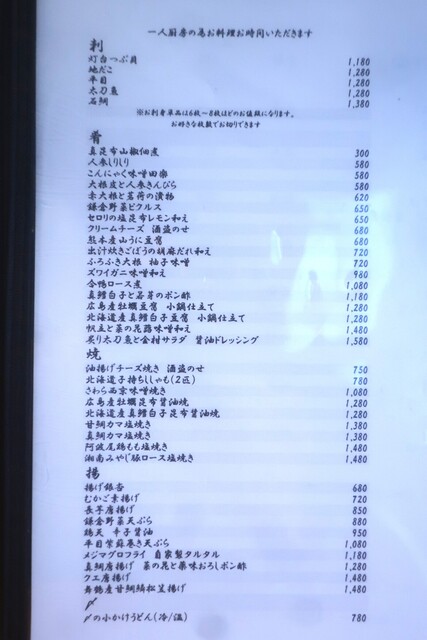 一人厨房の為お料理お時間いただきます
刺
灯台つぶ貝 1,180
地だこ 1,280
平目 1,280
太刀魚 1,280
石鯛 1,380
※お刺身単品は6枚〜8枚ほどのお値段になります。
お好きな枚数でお切りできます
肴
真昆布山椒佃煮 300
人参しりしり 580
こんにゃく味噌田楽 580
大根皮と人参きんぴら 580
赤大根と茗荷の漬物 620
鎌倉野菜ピクルス 650
セロリの塩昆布レモン和え 650
クリームチーズ 酒盗のせ 680
熊本産山うに豆腐 680
出汁炊きごぼうの胡麻だれ和え 720
ふろふき大根 柚子味噌 720
ズワイガニ味噌和え 980
合鴨ロース煮 1,080
真鱈白子と若芽のポン酢 1,180
広島産牡蠣豆腐 小鍋仕立て 1,280
北海道産真鱈白子豆腐 小鍋仕立て 1,280
帆立と菜の花蕗味噌和え 1,480
炙り太刀魚と金柑サラダ 醤油ドレッシング 1,580
焼
油揚げチーズ焼き 酒盗のせ 750
北海道子持ちししゃも(2匹) 780
さわら西京味噌焼き 1,080
広島産牡蠣昆布醤油焼 1,280
北海道産真鱈白子昆布醤油焼 1,280
甘鯛カマ塩焼き 1,380
真鯛カマ塩焼き 1,380
阿波尾鶏もも塩焼き 1,480
湘南みやじ豚ロース塩焼き 1,480
揚
揚げ銀杏 680
むかご素揚げ 720
長芋唐揚げ 850
鎌倉野菜天ぷら 880
鶏天 辛子醤油 950
平目紫蘇巻き天ぷら 1,080
メジマグロフライ 自家製タルタル 1,180
真鯛唐揚げ 菜の花と薬味おろしポン酢 1,280
クエ唐揚げ 1,480
舞鶴産甘鯛鱗松笠揚げ 1,480
〆
〆の小かけうどん(冷/温) 780